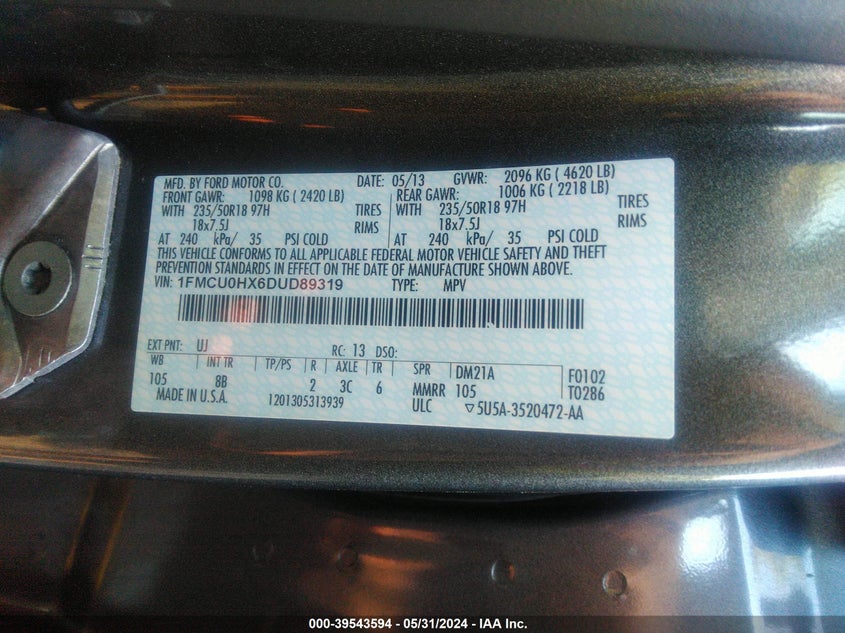 MFD. BY FORD MOTOR CO. DATE: 05/13 GVWR: 2096 KG ( 4620 LB)
FRONT GAWR: 1098 KG ( 2420 LB) REAR GAWR: 1006 KG ( 2218 LB)
WITH 235/50R18 97H TIRES WITH 235/50R18 97H TIRES
18x7.5J RIMS 18x7.5J RIMS
AT 240 kPa/ 35 PSI COLD AT 240 kPa/ 35 PSI COLD
THIS VEHICLE CONFORMS TO ALL APPLICABLE FEDERAL MOTOR VEHICLE SAFETY AND THEFT
PREVENTION STANDARDS IN EFFECT ON THE DATE OF MANUFACTURE SHOWN ABOVE.
VIN: 1FMCU0HX6DUD89319 TYPE: MPV
EXT PNT: UJ RC: 13 DSO:
WB INT TR TP/PS R AXLE TR SPR DM21A F0102
105 8B 2 3C 6 MMRR 105 T0286
MADE IN U.S.A. 1201305313939 ULC ▽5U5A-3520472-AA
000-39543594 - 05/31/2024 - IAA Inc.